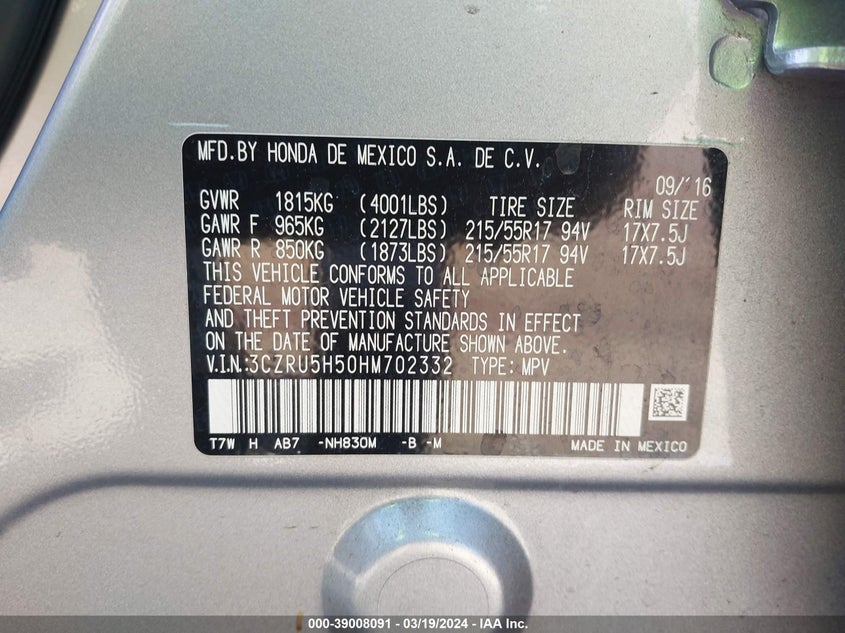 MFD.BY HONDA DE MEXICO S.A. DE C.V.
09/'16
GVWR 1815KG (4001LBS) TIRE SIZE RIM SIZE
GAWR F 965KG (2127LBS) 215/55R17 94V 17X7.5J
GAWR R 850KG (1873LBS) 215/55R17 94V 17X7.5J
THIS VEHICLE CONFORMS TO ALL APPLICABLE
FEDERAL MOTOR VEHICLE SAFETY
AND THEFT PREVENTION STANDARDS IN EFFECT
ON THE DATE OF MANUFACTURE SHOWN ABOVE.
V.I.N.:3CZRU5H50HM702332 TYPE: MPV
T7W H AB7 -NH830M -B -M MADE IN MEXICO
000-39008091 - 03/19/2024 - IAA Inc.